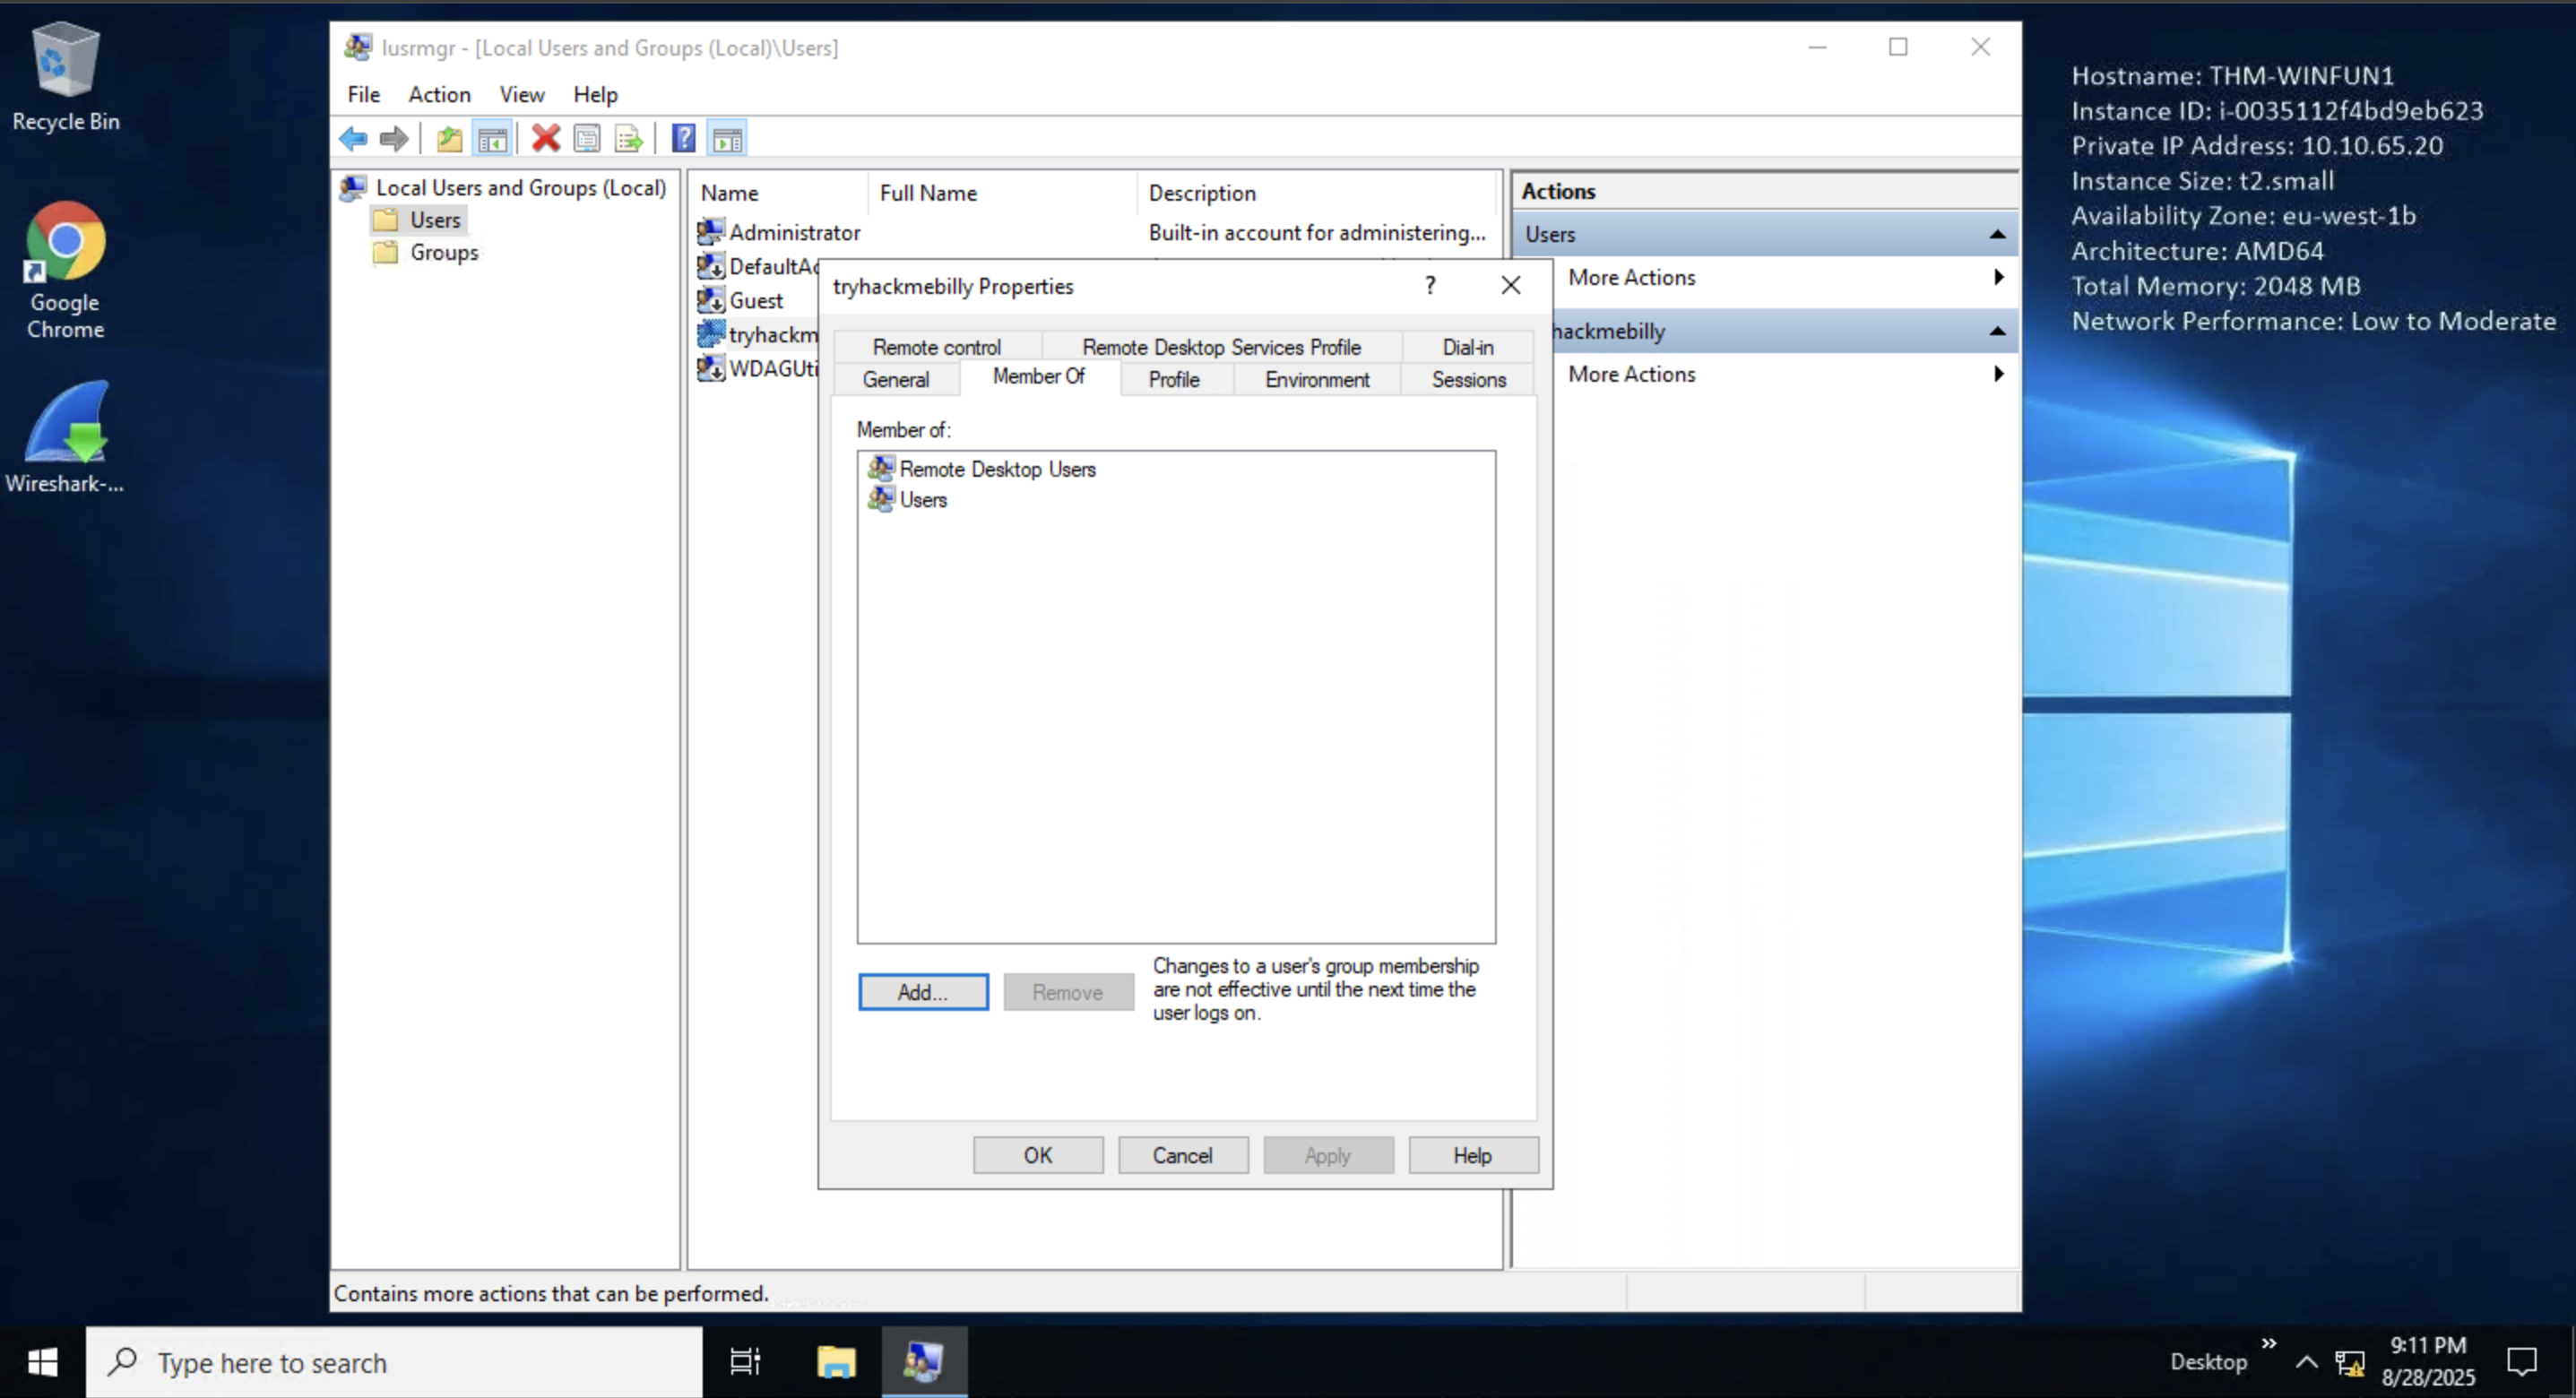 Recycle Bin
Google
Chrome
Wireshark-...
lusrmgr - [Local Users and Groups (Local)\Users]
File Action View Help
Local Users and Groups (Local)
Users
Groups
Name Full Name Description
Administrator Built-in account for administering...
DefaultAc
Guest
tryhackm
WDAGUti
Actions
Users
More Actions
hackmebilly
More Actions
tryhackmebilly Properties
Remote control Remote Desktop Services Profile Dial-in
General Member Of Profile Environment Sessions
Member of:
Remote Desktop Users
Users
Add... Remove
Changes to a user's group membership
are not effective until the next time the
user logs on.
OK Cancel Apply Help
Contains more actions that can be performed.
Hostname: THM-WINFUN1
Instance ID: i-0035112f4bd9eb623
Private IP Address: 10.10.65.20
Instance Size: t2.small
Availability Zone: eu-west-1b
Architecture: AMD64
Total Memory: 2048 MB
Network Performance: Low to Moderate
Type here to search
Desktop
9:11 PM
8/28/2025